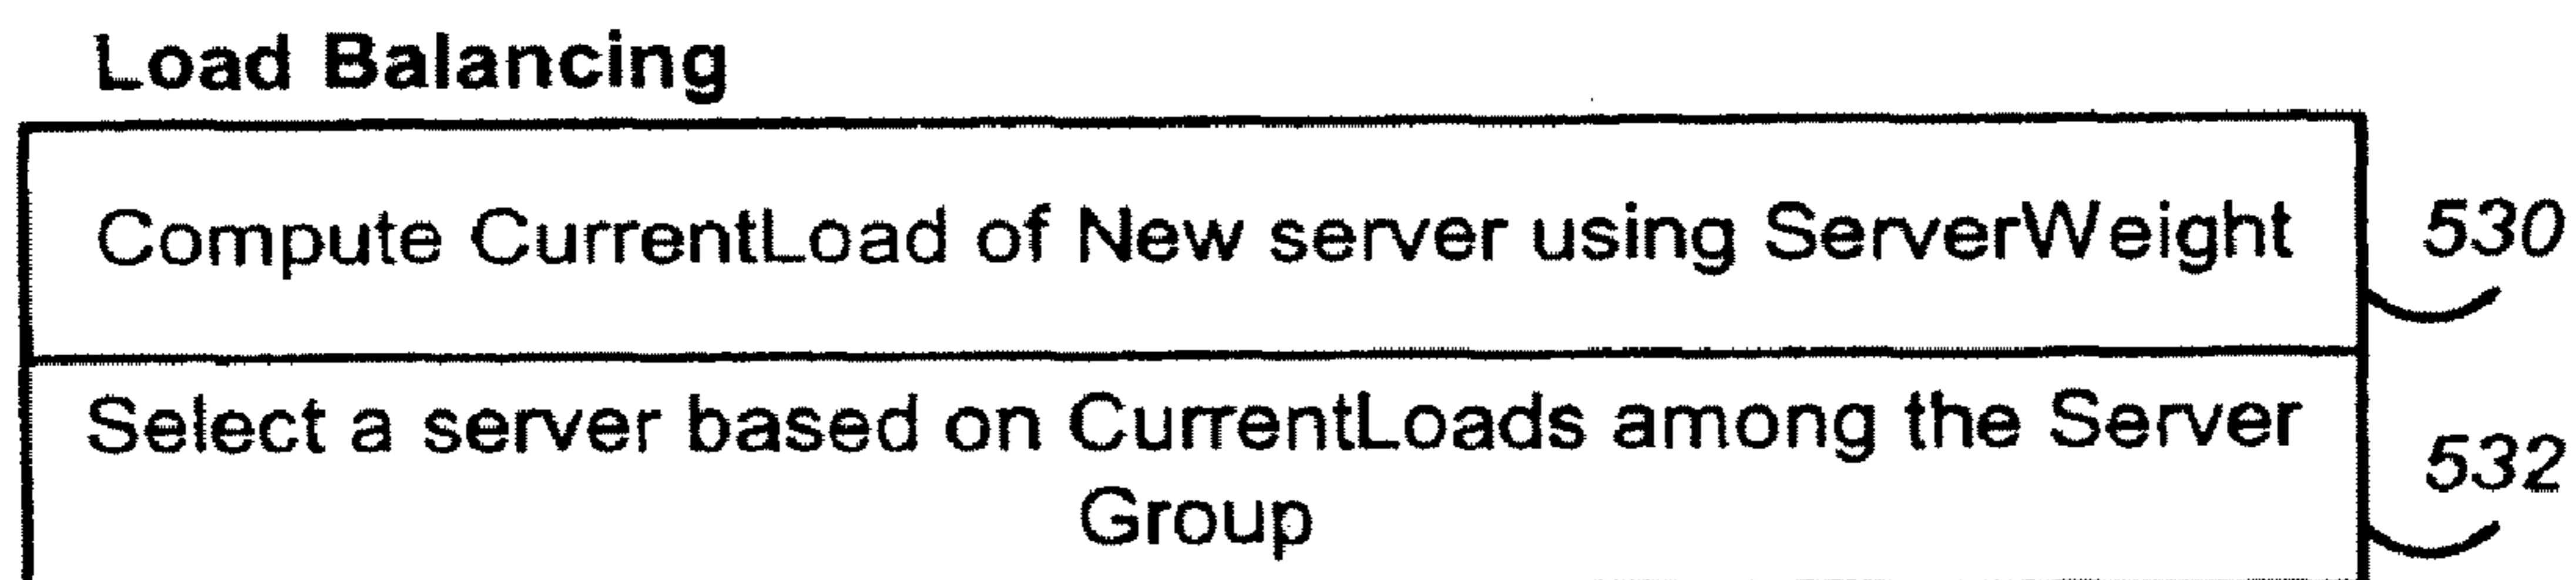 Load Balancing
Compute CurrentLoad of New server using ServerWeight
530
Select a server based on CurrentLoads among the Server
Group
532